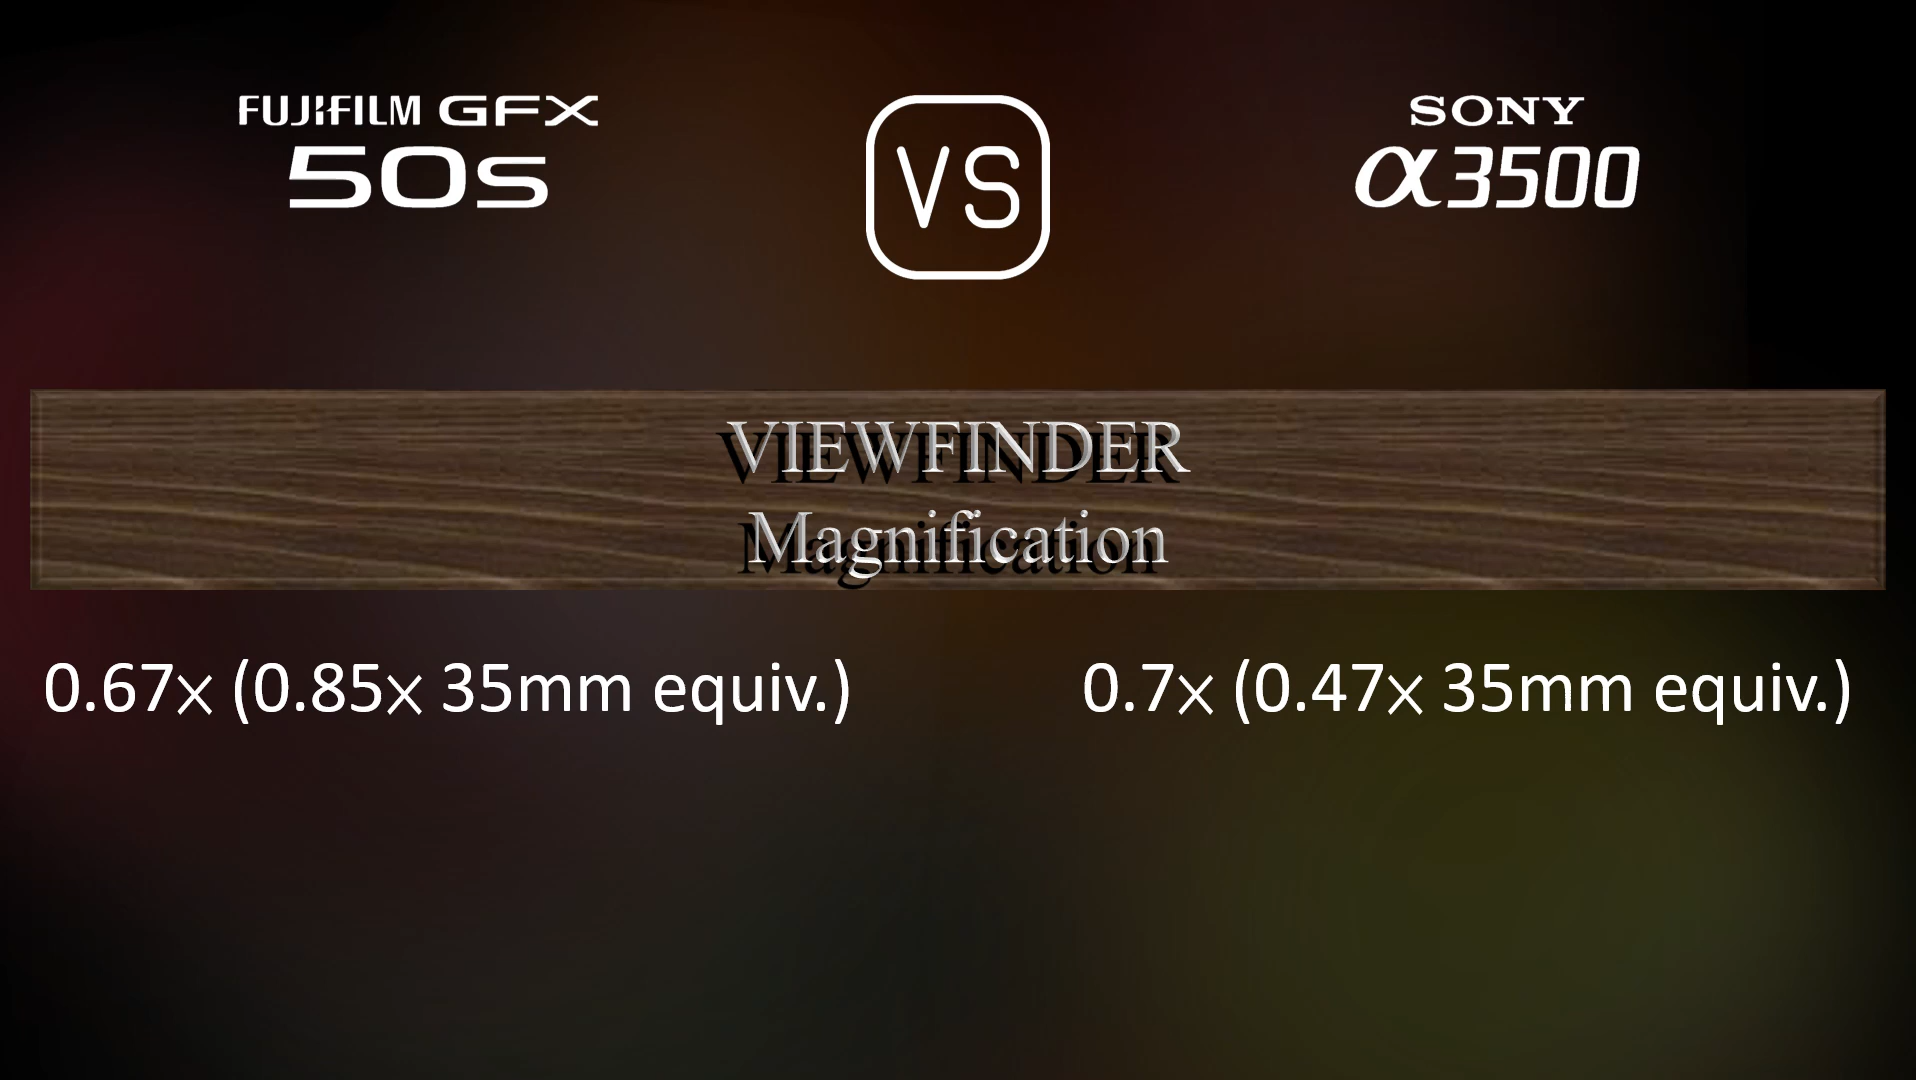 FUJIFILM GFX
50S
VS
SONY
α3500
VIEWFINDER
Magnification
0.67x (0.85x 35mm equiv.)
0.7x (0.47x 35mm equiv.)